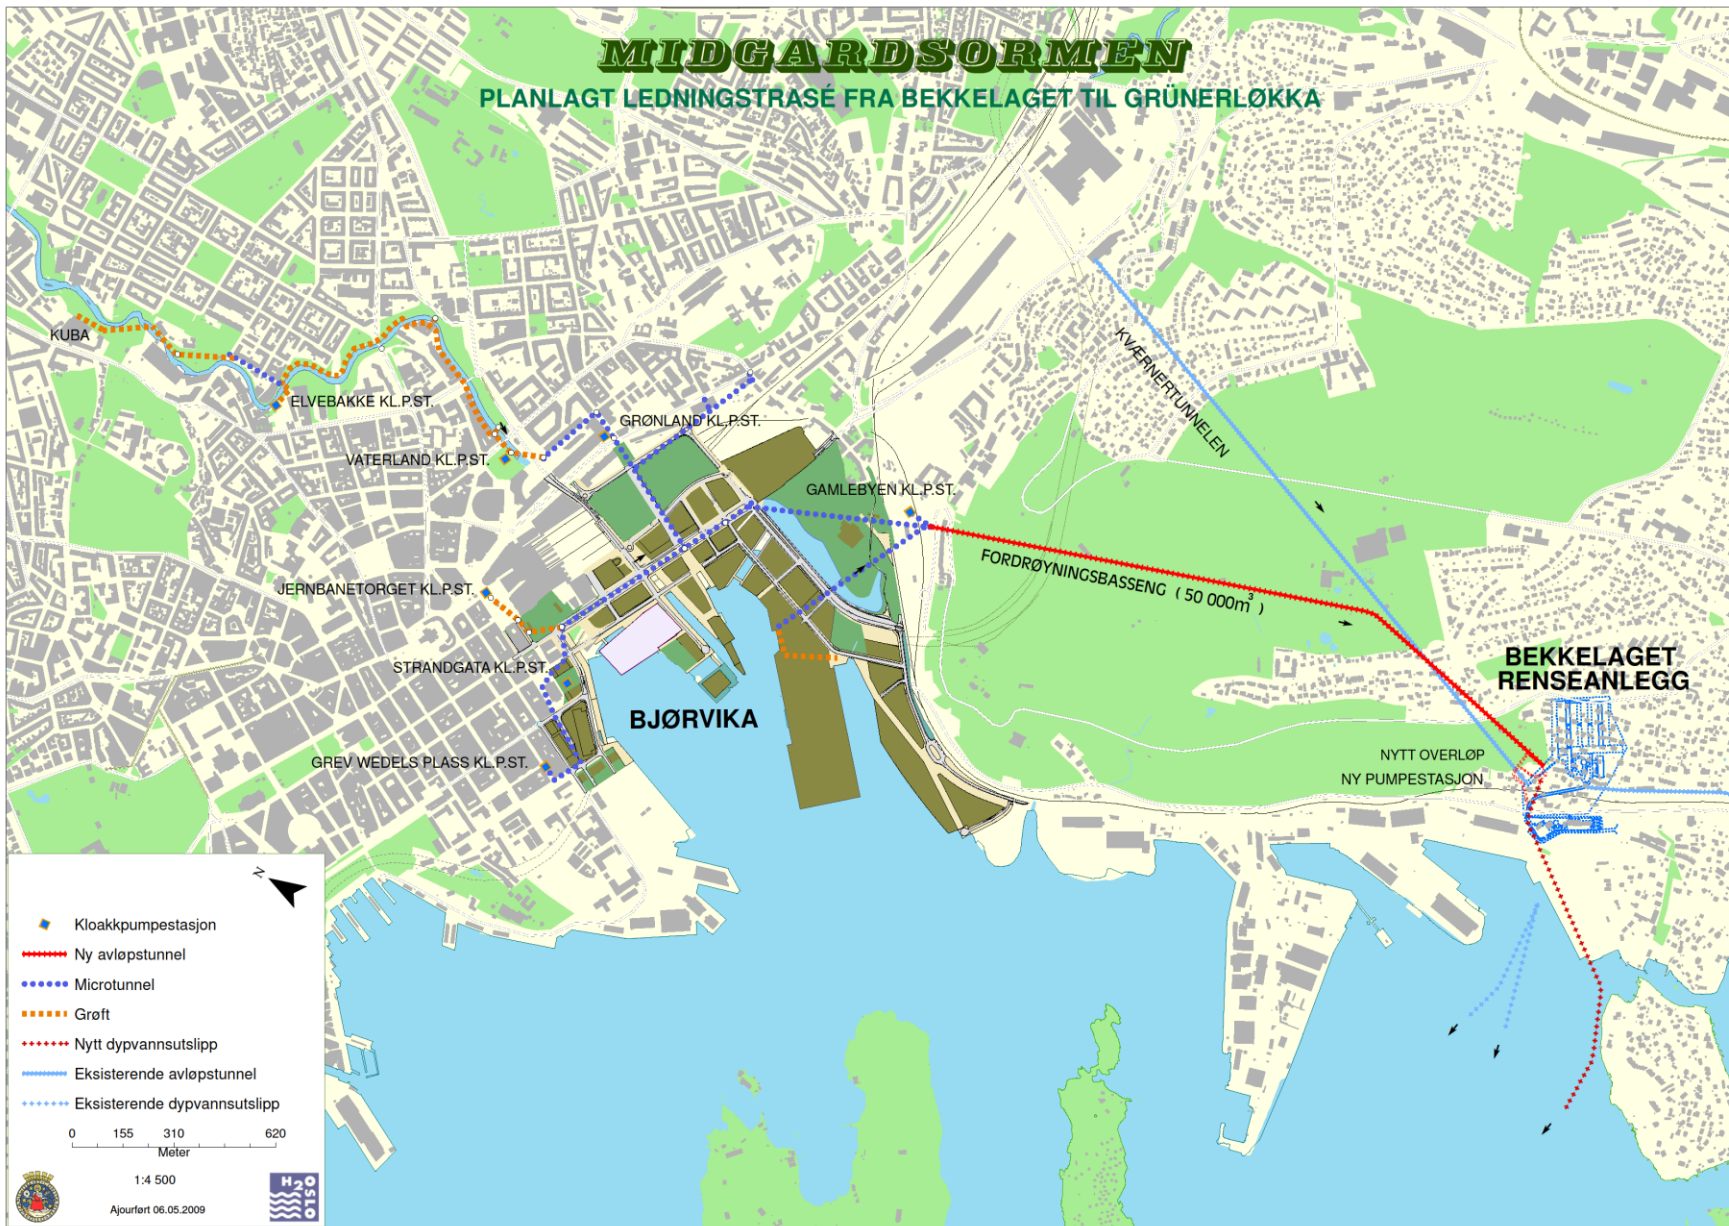 MIDGARDSORMEN
PLANLAGT LEDNINGSTRASÉ FRA BEKKELAGET TIL GRÜNERLØKKA
KUBA
ELVEBAKKE KL.P.ST.
VATERLAND KL.P.ST.
GRØNLAND KL.P.ST.
KVÆRNERTUNNELEN
GAMLEBYEN KL.P.ST.
FORDRØYNINGSBASSENG ( 50 000m³ )
JERNBANETORGET KL.P.ST.
STRANDGATA KL.P.ST.
BJØRVIKA
GREV WEDELS PLASS KL.P.ST.
BEKKELAGET
RENSEANLEGG
NYTT OVERLØP
NY PUMPESTASJON
N
Kloakkpumpestasjon
Ny avløpstunnel
Microtunnel
Grøft
Nytt dypvannsutslipp
Eksisterende avløpstunnel
Eksisterende dypvannsutslipp
0 155 310 620
Meter
1:4 500
Ajourført 06.05.2009
H2O
OSLO